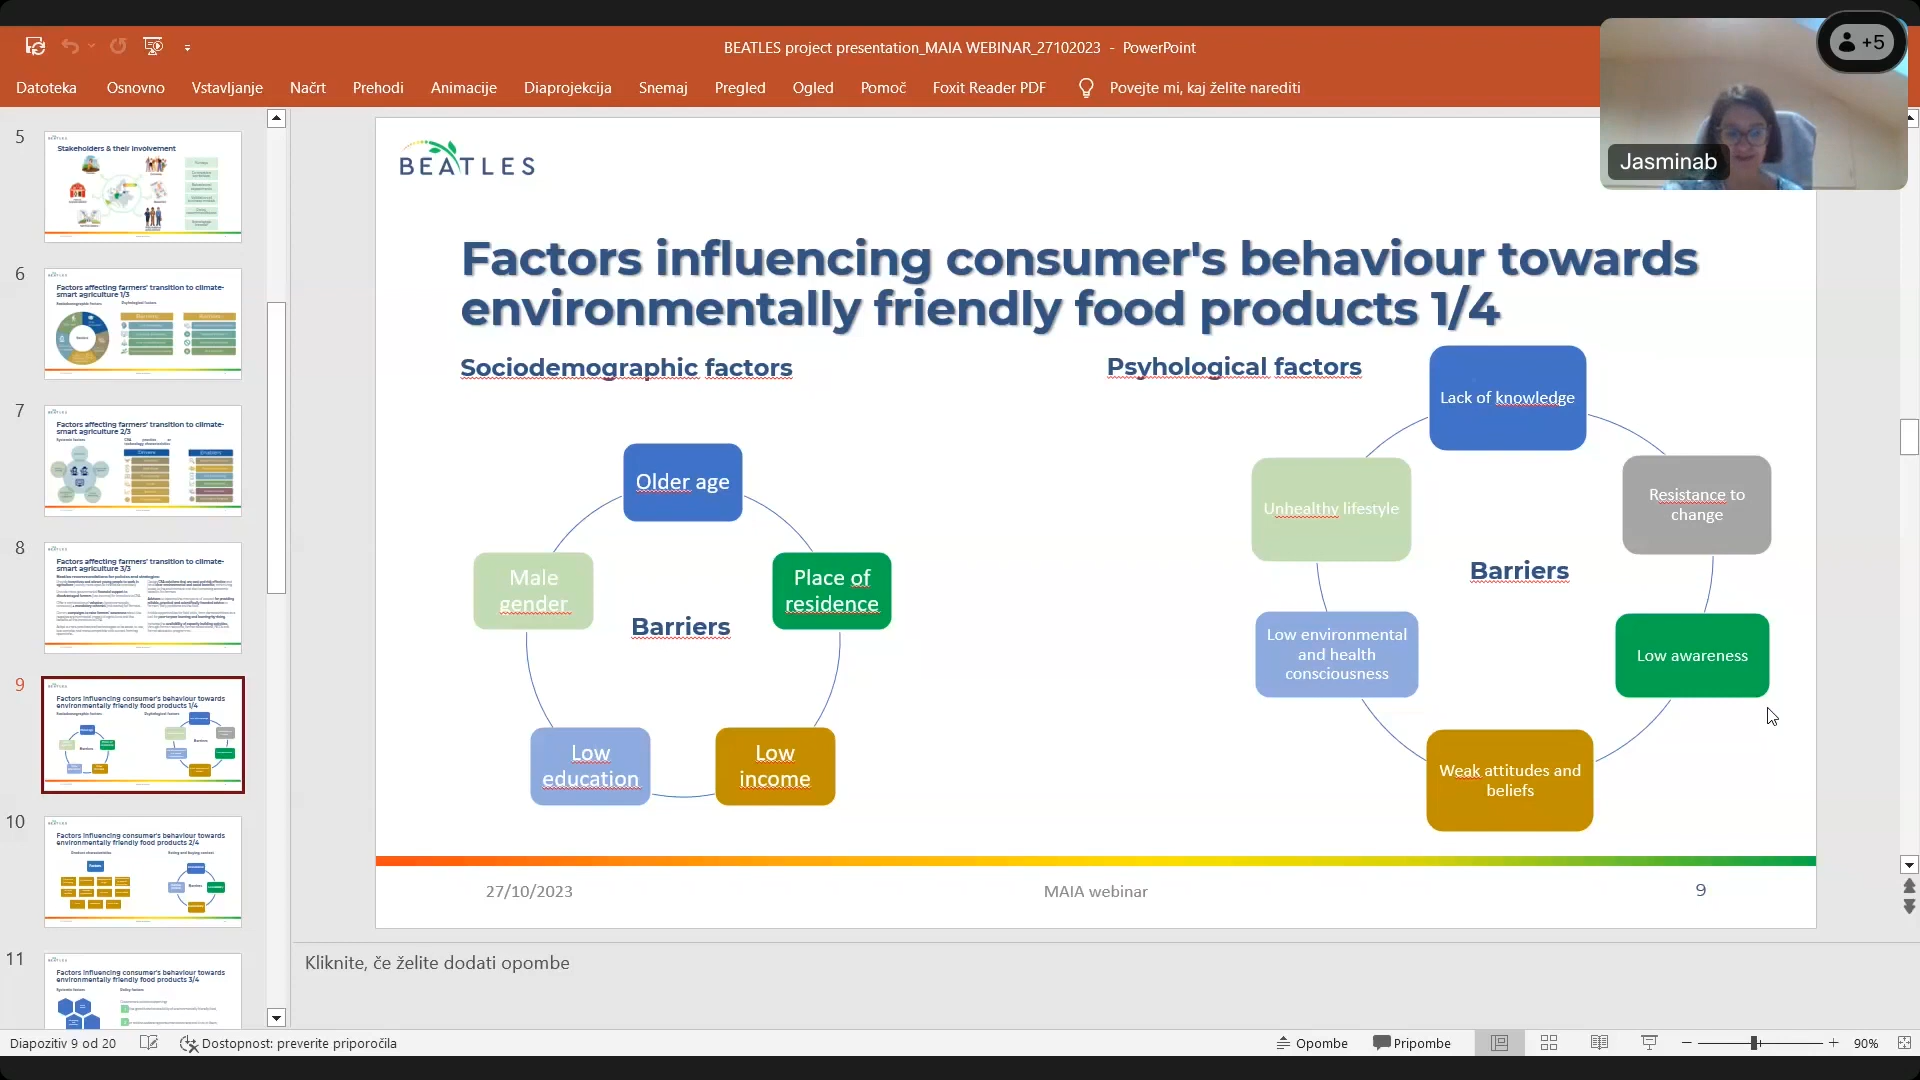 BEATLES project presentation_MAIA WEBINAR_27102023 - PowerPoint
+5
Datoteka Osnovno Vstavljanje Načrt Prehodi Animacije Diaprojekcija Snemaj Pregled Ogled Pomoč Foxit Reader PDF Povejte mi, kaj želite narediti
Jasminab
5
Stakeholders & their involvement
6
Factors affecting farmers' transition to climate-
smart agriculture 1/3
7
Factors affecting farmers' transition to climate-
smart agriculture 2/3
8
Factors affecting farmers' transition to climate-
smart agriculture 3/3
9
Factors influencing consumer's behaviour towards
environmentally friendly food products 1/4
10
Factors influencing consumer's behaviour towards
environmentally friendly food products 2/4
11
Factors influencing consumer's behaviour towards
environmentally friendly food products 3/4
BEATLES
Factors influencing consumer's behaviour towards
environmentally friendly food products 1/4
Sociodemographic factors
Older age
Male
gender
Place of
residence
Barriers
Low
education
Low
income
Psyhological factors
Lack of knowledge
Unhealthy lifestyle
Resistance to
change
Barriers
Low environmental
and health
consciousness
Low awareness
Weak attitudes and
beliefs
27/10/2023
MAIA webinar
9
Kliknite, če želite dodati opombe
Diapozitiv 9 od 20
Dostopnost: preverite priporočila
Opombe
Pripombe
90%